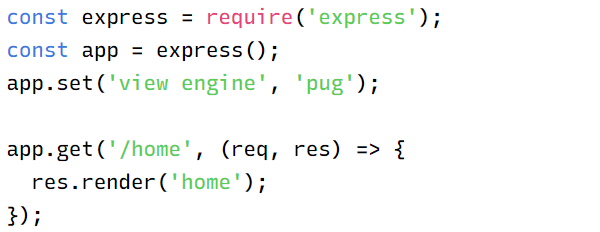 const express = require('express');
const app = express();
app.set('view engine', 'pug');

app.get('/home', (req, res) => {
  res.render('home');
});